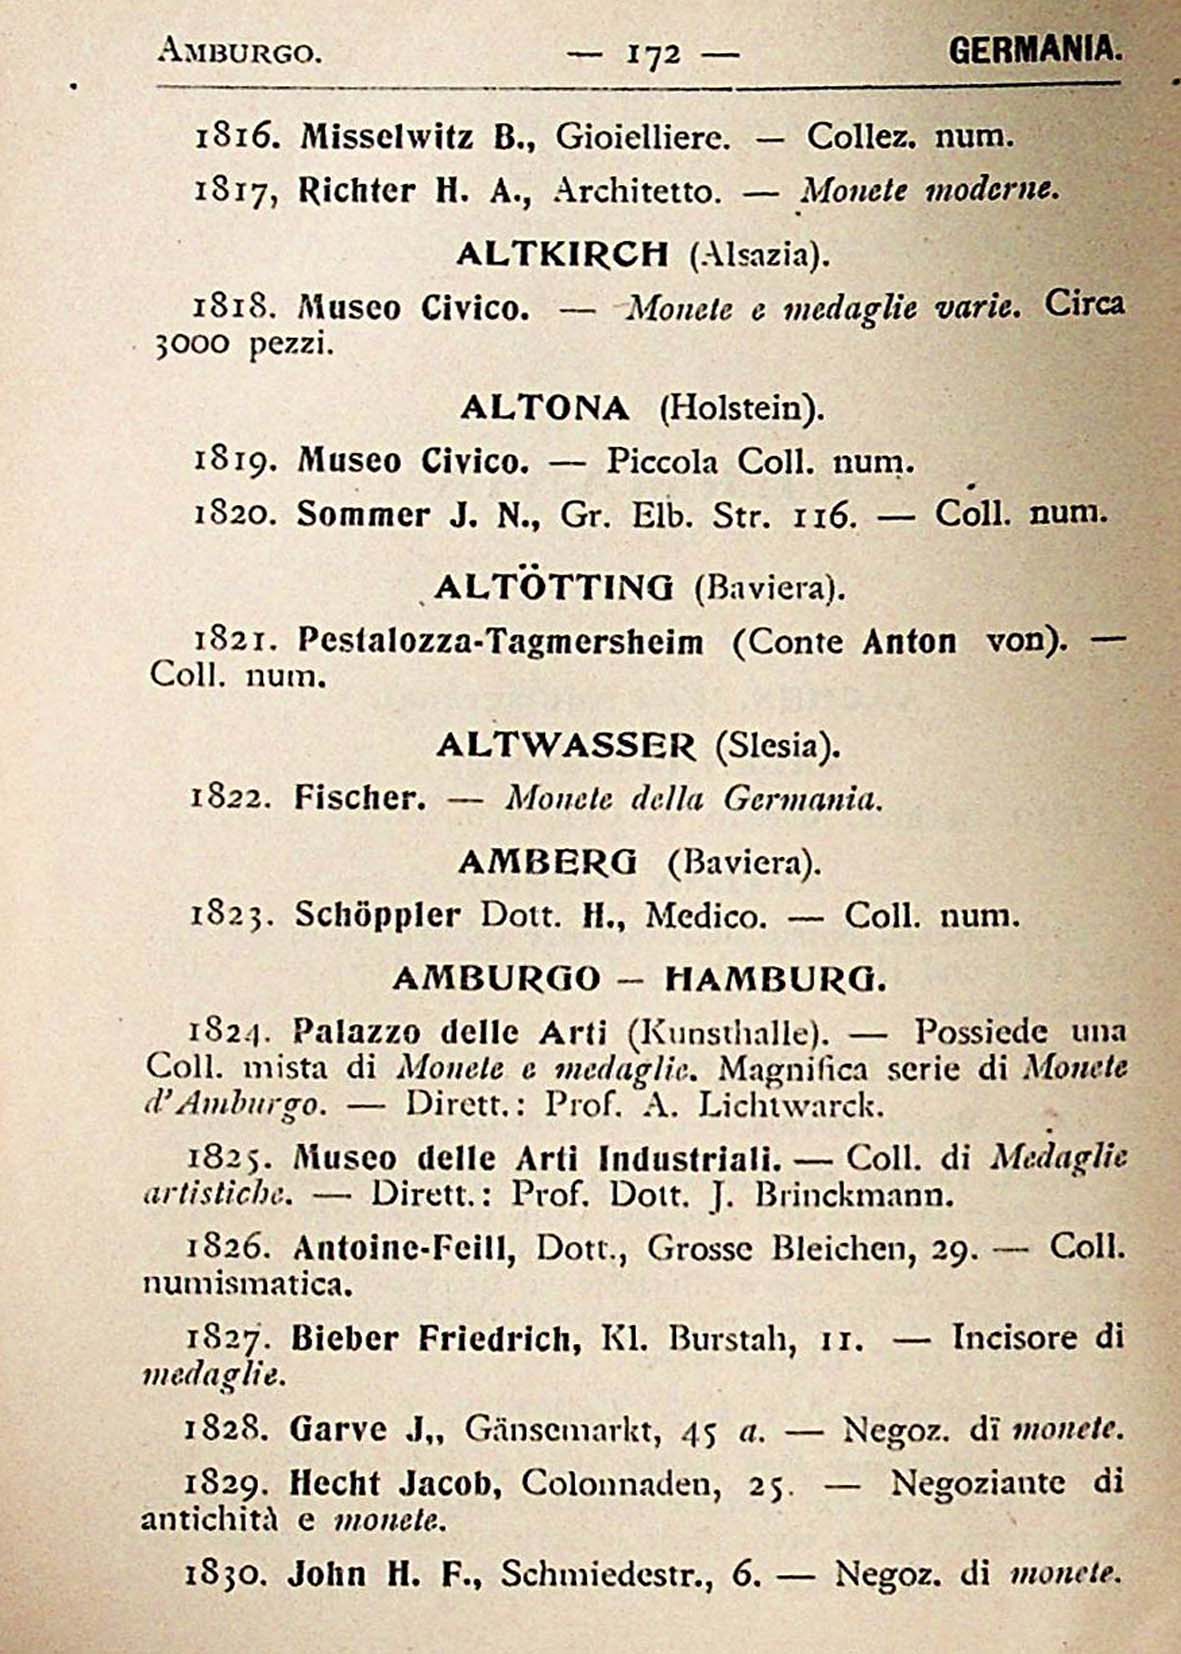 AMBURGO. — 172 — GERMANIA.
1816. Misselwitz B., Gioielliere. — Collez. num.
1817, Richter H. A., Architetto. — Monete moderne.
ALTKIRCH (Alsazia).
1818. Museo Civico. — Monete e medaglie varie. Circa
3000 pezzi.
ALTONA (Holstein).
1819. Museo Civico. — Piccola Coll. num.
1820. Sommer J. N., Gr. Elb. Str. 116. — Coll. num.
ALTÖTTING (Baviera).
1821. Pestalozza-Tagmersheim (Conte Anton von). —
Coll. num.
ALTWASSER (Slesia).
1822. Fischer. — Monete della Germania.
AMBERG (Baviera).
1823. Schöppler Dott. H., Medico. — Coll. num.
AMBURGO — HAMBURG.
1824. Palazzo delle Arti (Kunsthalle). — Possiede una
Coll. mista di Monete e medaglie. Magnifica serie di Monete
d'Amburgo. — Dirett.: Prof. A. Lichtwarck.
1825. Museo delle Arti Industriali. — Coll. di Medaglie
artistiche. — Dirett.: Prof. Dott. J. Brinckmann.
1826. Antoine-Feill, Dott., Grosse Bleichen, 29. — Coll.
numismatica.
1827. Bieber Friedrich, Kl. Burstah, 11. — Incisore di
medaglie.
1828. Garve J,, Gänsemarkt, 45 a. — Negoz. di monete.
1829. Hecht Jacob, Colonnaden, 25. — Negoziante di
antichità e monete.
1830. John H. F., Schmiedestr., 6. — Negoz. di monete.